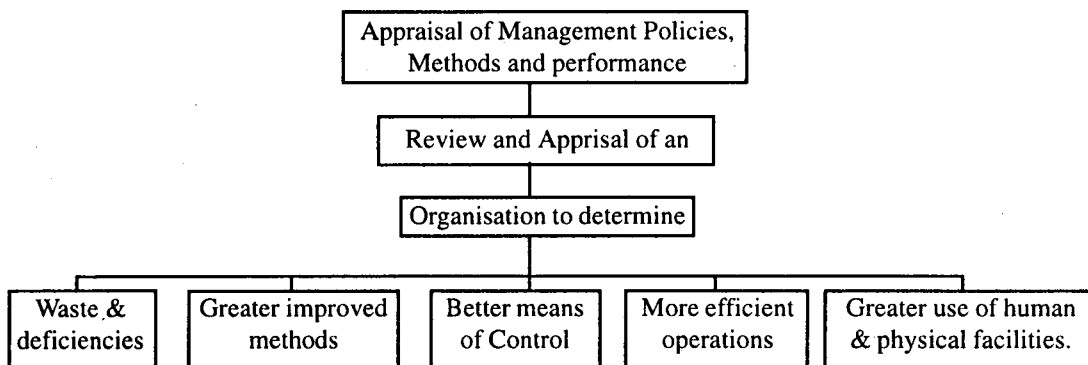 Appraisal of Management Policies,
Methods and performance
Review and Apprisal of an
Organisation to determine
Waste & deficiencies
Greater improved methods
Better means of Control
More efficient operations
Greater use of human & physical facilities.